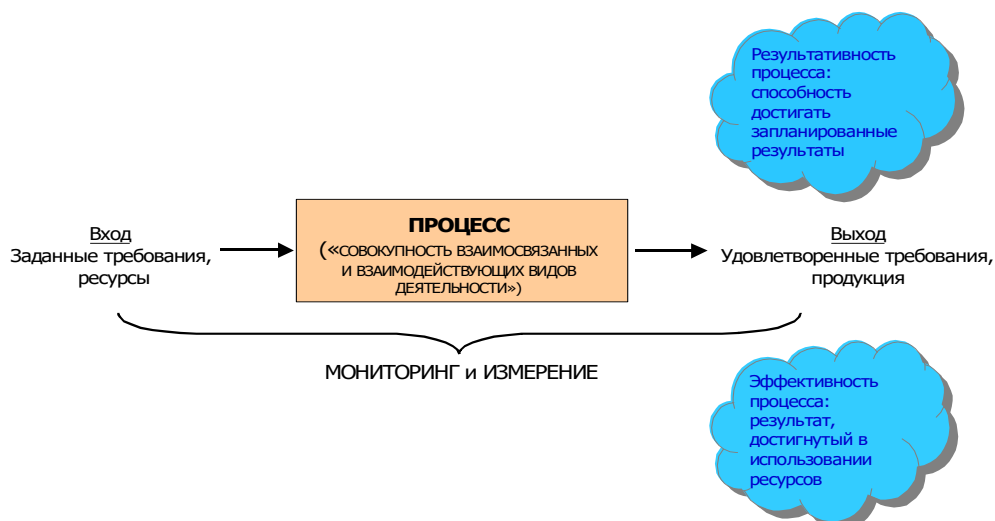 Результативность
процесса:
способность
достигать
запланированные
результаты
Вход
Заданные требования,
ресурсы
ПРОЦЕСС
(«СОВОКУПНОСТЬ ВЗАИМОСВЯЗАННЫХ
И ВЗАИМОДЕЙСТВУЮЩИХ ВИДОВ
ДЕЯТЕЛЬНОСТИ»)
Выход
Удовлетворенные требования,
продукция
МОНИТОРИНГ и ИЗМЕРЕНИЕ
Эффективность
процесса:
результат,
достигнутый в
использовании
ресурсов